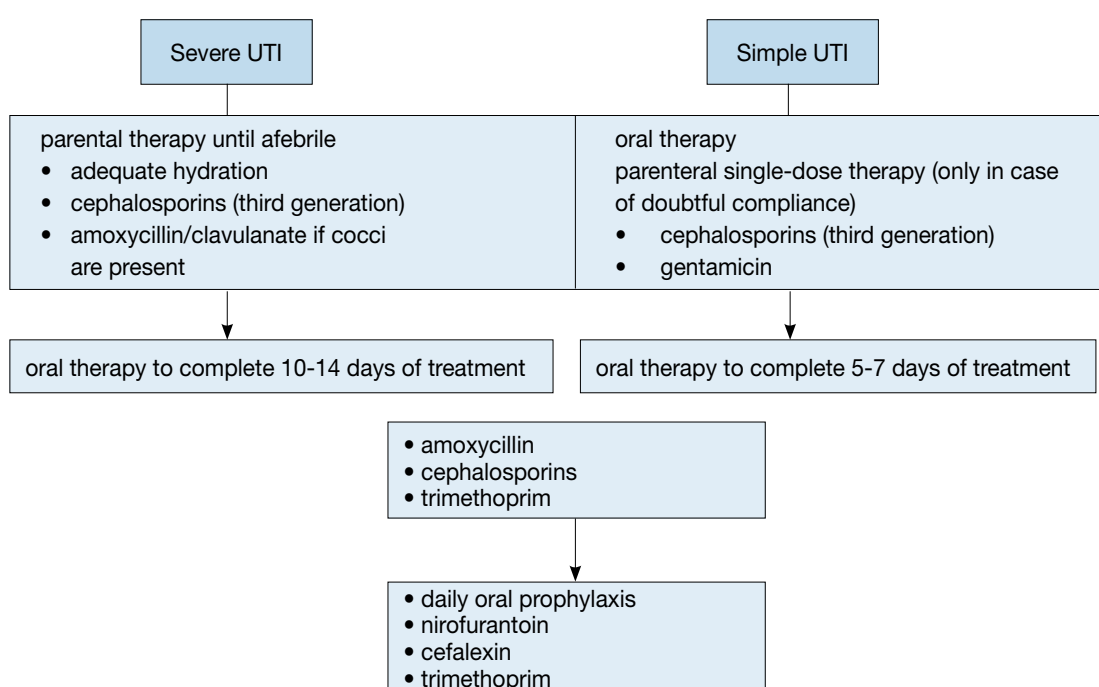 Severe UTI
Simple UTI
parental therapy until afebrile
• adequate hydration
• cephalosporins (third generation)
• amoxycillin/clavulanate if cocci
are present
oral therapy
parenteral single-dose therapy (only in case
of doubtful compliance)
• cephalosporins (third generation)
• gentamicin
oral therapy to complete 10-14 days of treatment
oral therapy to complete 5-7 days of treatment
• amoxycillin
• cephalosporins
• trimethoprim
• daily oral prophylaxis
• nirofurantoin
• cefalexin
• trimethoprim